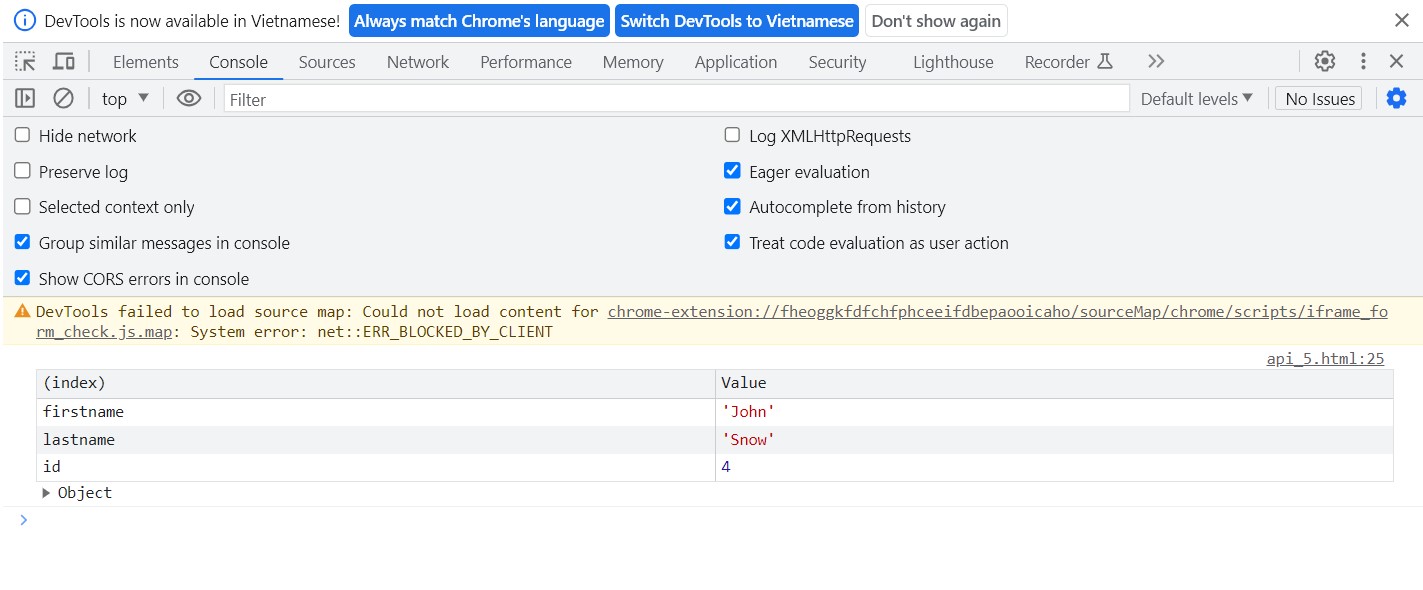 DevTools is now available in Vietnamese! Always match Chrome's language Switch DevTools to Vietnamese Don't show again
Elements Console Sources Network Performance Memory Application Security Lighthouse Recorder
top Filter Default levels No Issues
Hide network Log XMLHttpRequests
Preserve log Eager evaluation
Selected context only Autocomplete from history
Group similar messages in console Treat code evaluation as user action
Show CORS errors in console
DevTools failed to load source map: Could not load content for chrome-extension://fheoggkfdfchfphceeifdbepaooicaho/sourceMap/chrome/scripts/iframe_fo
rm_check.js.map: System error: net::ERR_BLOCKED_BY_CLIENT
api_5.html:25
(index) Value
firstname 'John'
lastname 'Snow'
id 4
Object